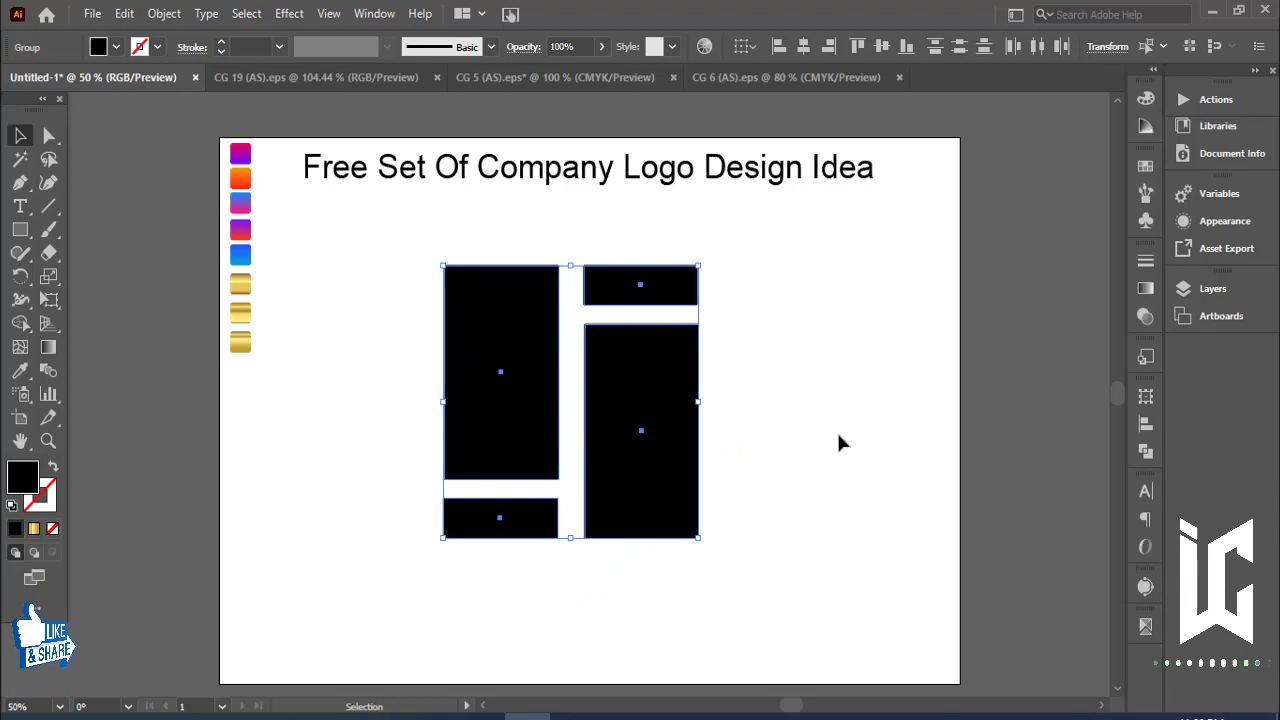 Ai File Edit Object Type Select Effect View Window Help Search Adobe Help
Group Stroke: Basic Opacity: 100% Style: Transform
Untitled-1* @ 50 % (RGB/Preview) × CG 19 (AS).eps @ 104.44 % (RGB/Preview) × CG 5 (AS).eps* @ 100 % (CMYK/Preview) × CG 6 (AS).eps @ 80 % (CMYK/Preview) ×
Free Set Of Company Logo Design Idea
Actions
Libraries
Document Info
Variables
Appearance
Asset Export
Layers
Artboards
LIKE
& SHARE
50% 0° 1 Selection